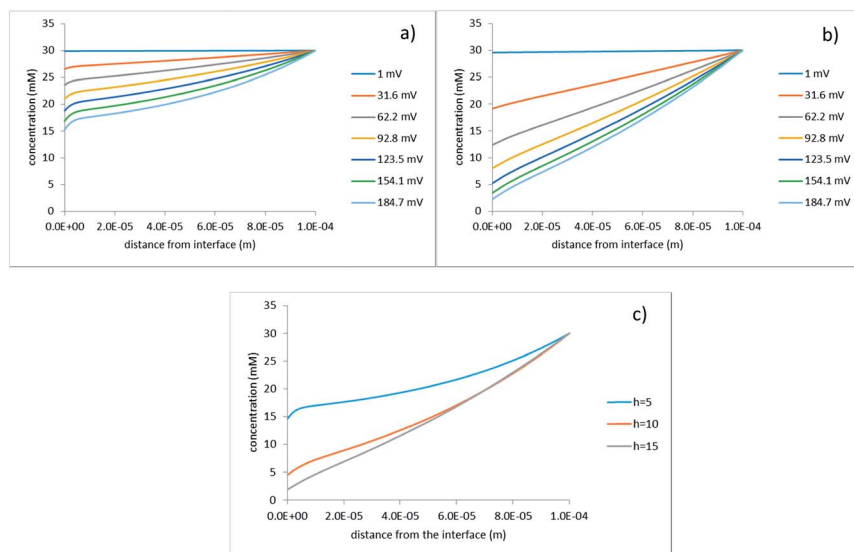 a)
35
30
25
20
15
10
5
0
concentration (mM)
0.0E+00 2.0E-05 4.0E-05 6.0E-05 8.0E-05 1.0E-04
distance from interface (m)
1 mV
31.6 mV
62.2 mV
92.8 mV
123.5 mV
154.1 mV
184.7 mV
b)
35
30
25
20
15
10
5
0
concentration (mM)
0.0E+00 2.0E-05 4.0E-05 6.0E-05 8.0E-05 1.0E-04
distance from interface (m)
1 mV
31.6 mV
62.2 mV
92.8 mV
123.5 mV
154.1 mV
184.7 mV
c)
35
30
25
20
15
10
5
0
concentration (mM)
0.0E+00 2.0E-05 4.0E-05 6.0E-05 8.0E-05 1.0E-04
distance from the interface (m)
h=5
h=10
h=15